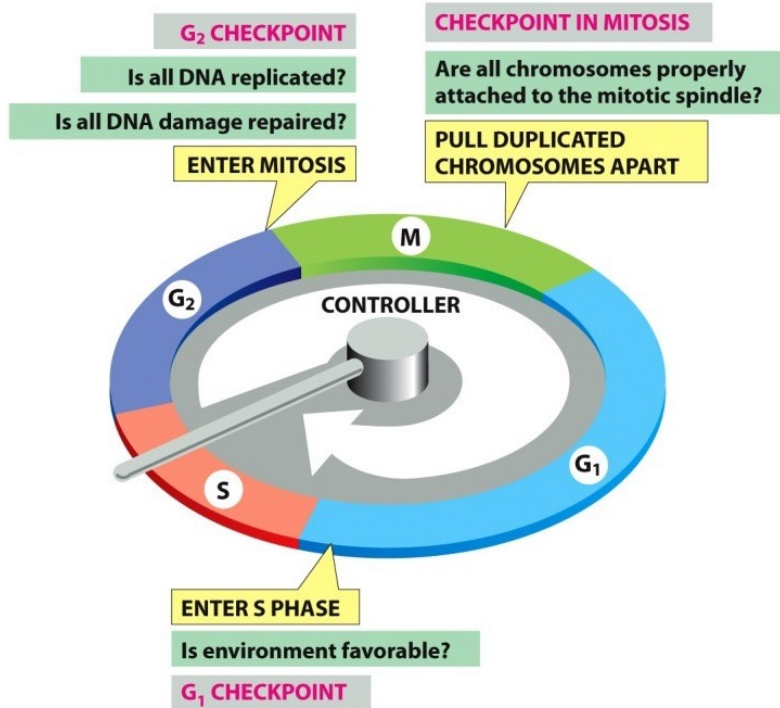 G₂ CHECKPOINT
Is all DNA replicated?
Is all DNA damage repaired?
ENTER MITOSIS
CHECKPOINT IN MITOSIS
Are all chromosomes properly
attached to the mitotic spindle?
PULL DUPLICATED
CHROMOSOMES APART
M
G₂
CONTROLLER
G₁
S
ENTER S PHASE
Is environment favorable?
G₁ CHECKPOINT